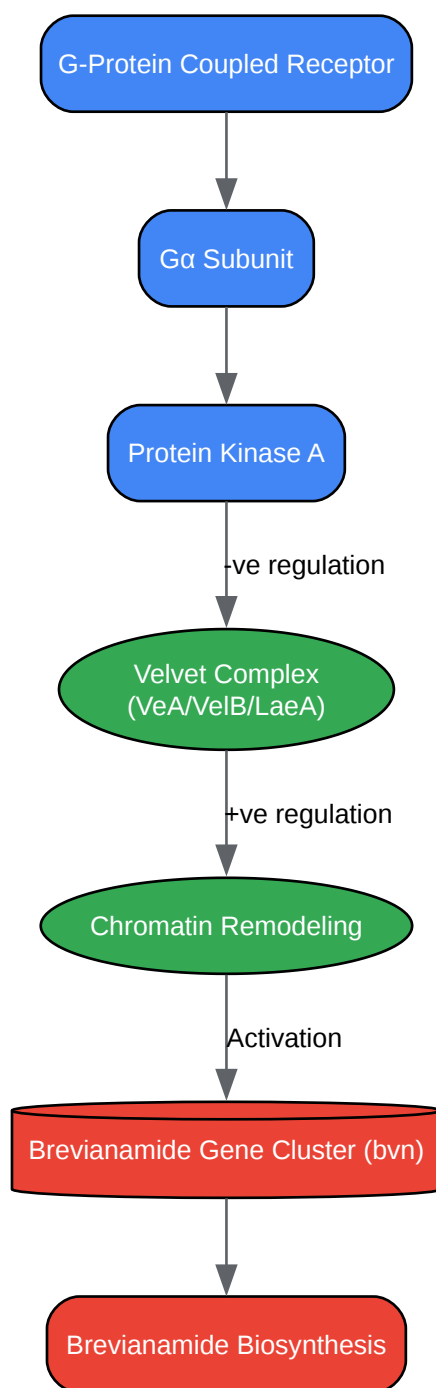 G-Protein Coupled Receptor
Gα Subunit
Protein Kinase A
-ve regulation
Velvet Complex
(VeA/VelB/LaeA)
+ve regulation
Chromatin Remodeling
Activation
Brevianamide Gene Cluster (bvn)
Brevianamide Biosynthesis